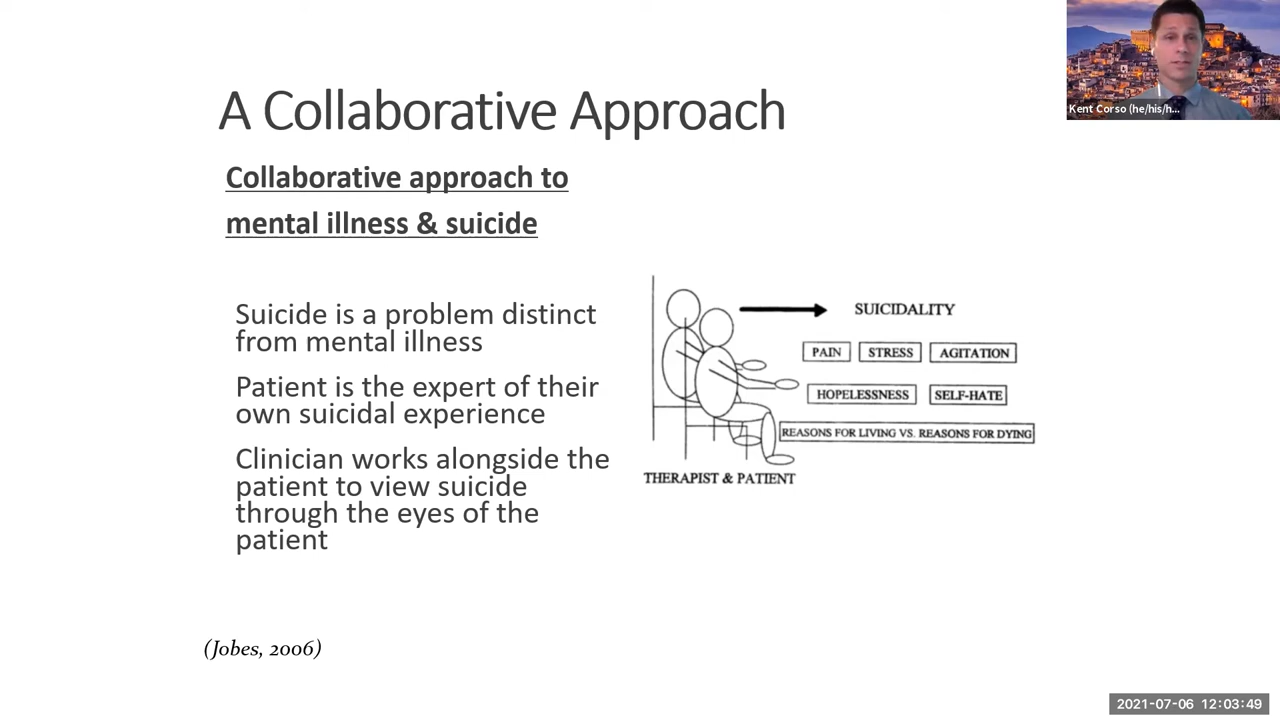 A Collaborative Approach
Kent Corso (he/his/h...
Collaborative approach to
mental illness & suicide
Suicide is a problem distinct
from mental illness
Patient is the expert of their
own suicidal experience
Clinician works alongside the
patient to view suicide
through the eyes of the
patient
SUICIDALITY
PAIN STRESS AGITATION
HOPELESSNESS SELF-HATE
REASONS FOR LIVING VS. REASONS FOR DYING
THERAPIST & PATIENT
(Jobes, 2006)
2021-07-06 12:03:49